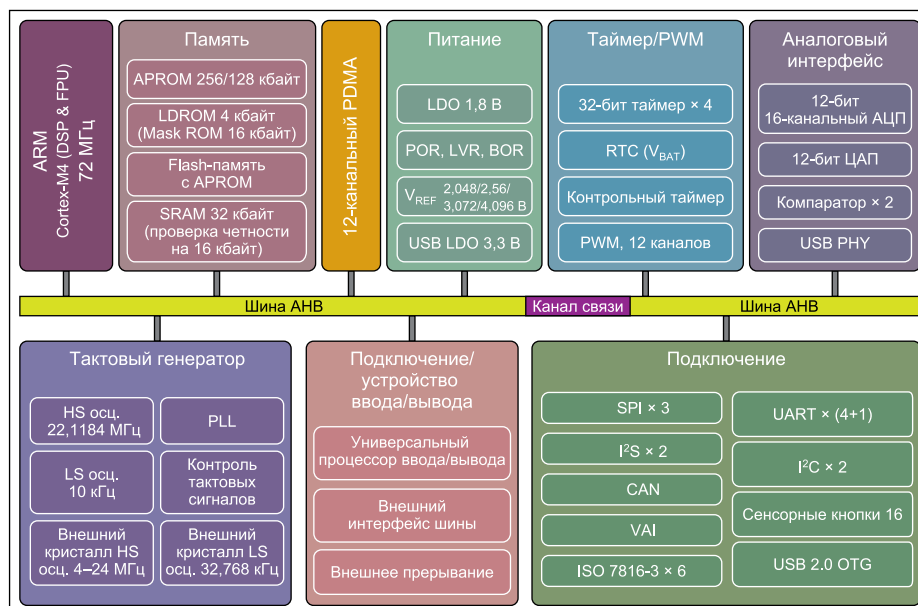 ARM
Cortex-M4 (DSP & FPU)
72 МГц
Память
APROM 256/128 кбайт
LDROM 4 кбайт
(Mask ROM 16 кбайт)
Flash-память
с APROM
SRAM 32 кбайт
(проверка четности
на 16 кбайт)
12-канальный PDMA
Питание
LDO 1,8 В
POR, LVR, BOR
VREF 2,048/2,56/
3,072/4,096 В
USB LDO 3,3 В
Таймер/PWM
32-бит таймер × 4
RTC (VBAT)
Контрольный таймер
PWM, 12 каналов
Аналоговый
интерфейс
12-бит
16-канальный АЦП
12-бит ЦАП
Компаратор × 2
USB PHY
Шина AHB
Канал связи
Шина AHB
Тактовый генератор
HS осц.
22,1184 МГц
PLL
LS осц.
10 кГц
Контроль
тактовых
сигналов
Внешний
кристалл HS
осц. 4–24 МГц
Внешний
кристалл LS
осц. 32,768 кГц
Подключение/
устройство
ввода/вывода
Универсальный
процессор ввода/вывода
Внешний
интерфейс шины
Внешнее прерывание
Подключение
SPI × 3
I²S × 2
CAN
VAI
ISO 7816-3 × 6
UART × (4+1)
I²C × 2
Сенсорные кнопки 16
USB 2.0 OTG